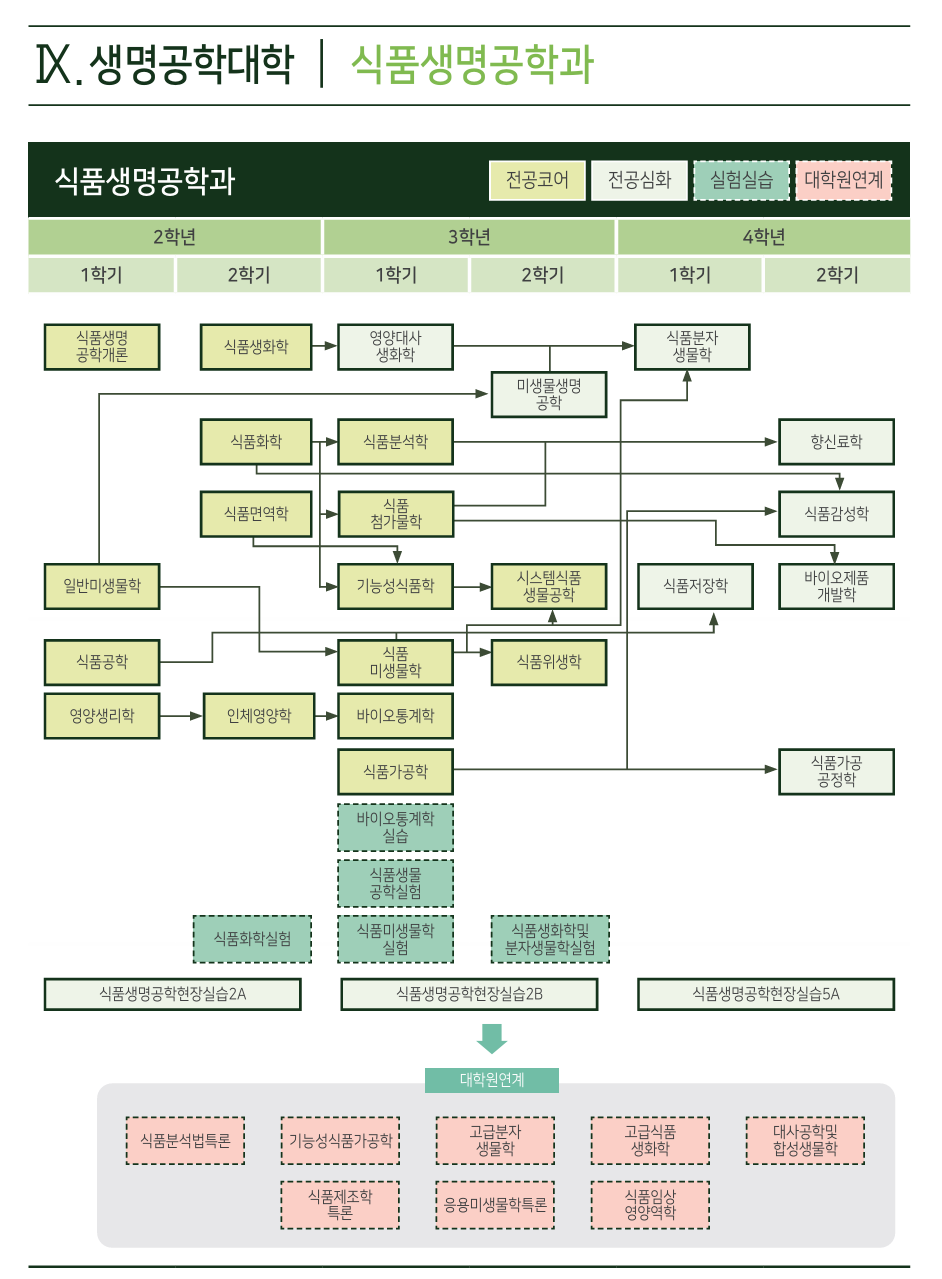 Ⅸ. 생명공학대학 | 식품생명공학과
식품생명공학과
전공코어 전공심화 실험실습 대학원연계
2학년 3학년 4학년
1학기 2학기 1학기 2학기 1학기 2학기
식품생명
공학개론
식품생화학
영양대사
생화학
식품분자
생물학
미생물생명
공학
식품화학
식품분석학
향신료학
식품면역학
식품
첨가물학
식품감성학
일반미생물학
기능성식품학
시스템식품
생물공학
식품저장학
바이오제품
개발학
식품공학
식품
미생물학
식품위생학
영양생리학
인체영양학
바이오통계학
식품가공학
식품가공
공정학
바이오통계학
실습
식품생물
공학실험
식품화학실험
식품미생물학
실험
식품생화학및
분자생물학실험
식품생명공학현장실습2A
식품생명공학현장실습2B
식품생명공학현장실습5A
대학원연계
식품분석법특론
기능성식품가공학
고급분자
생물학
고급식품
생화학
대사공학및
합성생물학
식품제조학
특론
응용미생물학특론
식품임상
영양역학